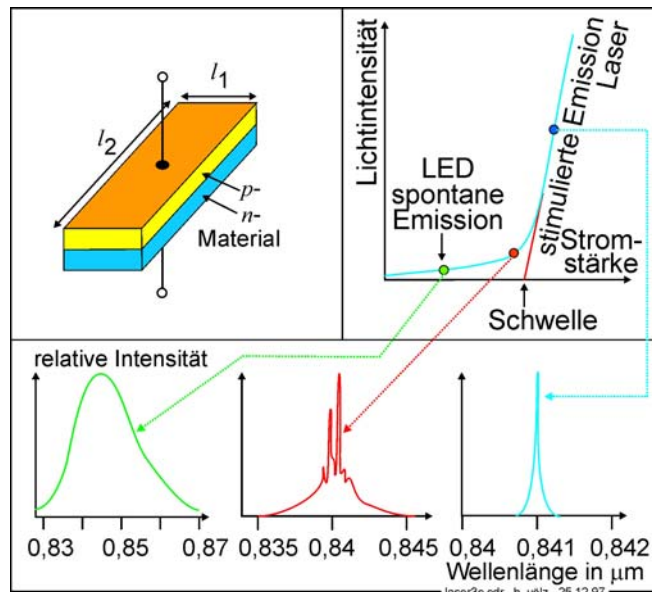 l1
l2
p-
n-
Material
Lichtintensität
LED
spontane
Emission
stimulierte Emission
Laser
Strom-
stärke
Schwelle
relative Intensität
0,83 0,85 0,87
0,835 0,84 0,845
0,84 0,841 0,842
Wellenlänge in µm